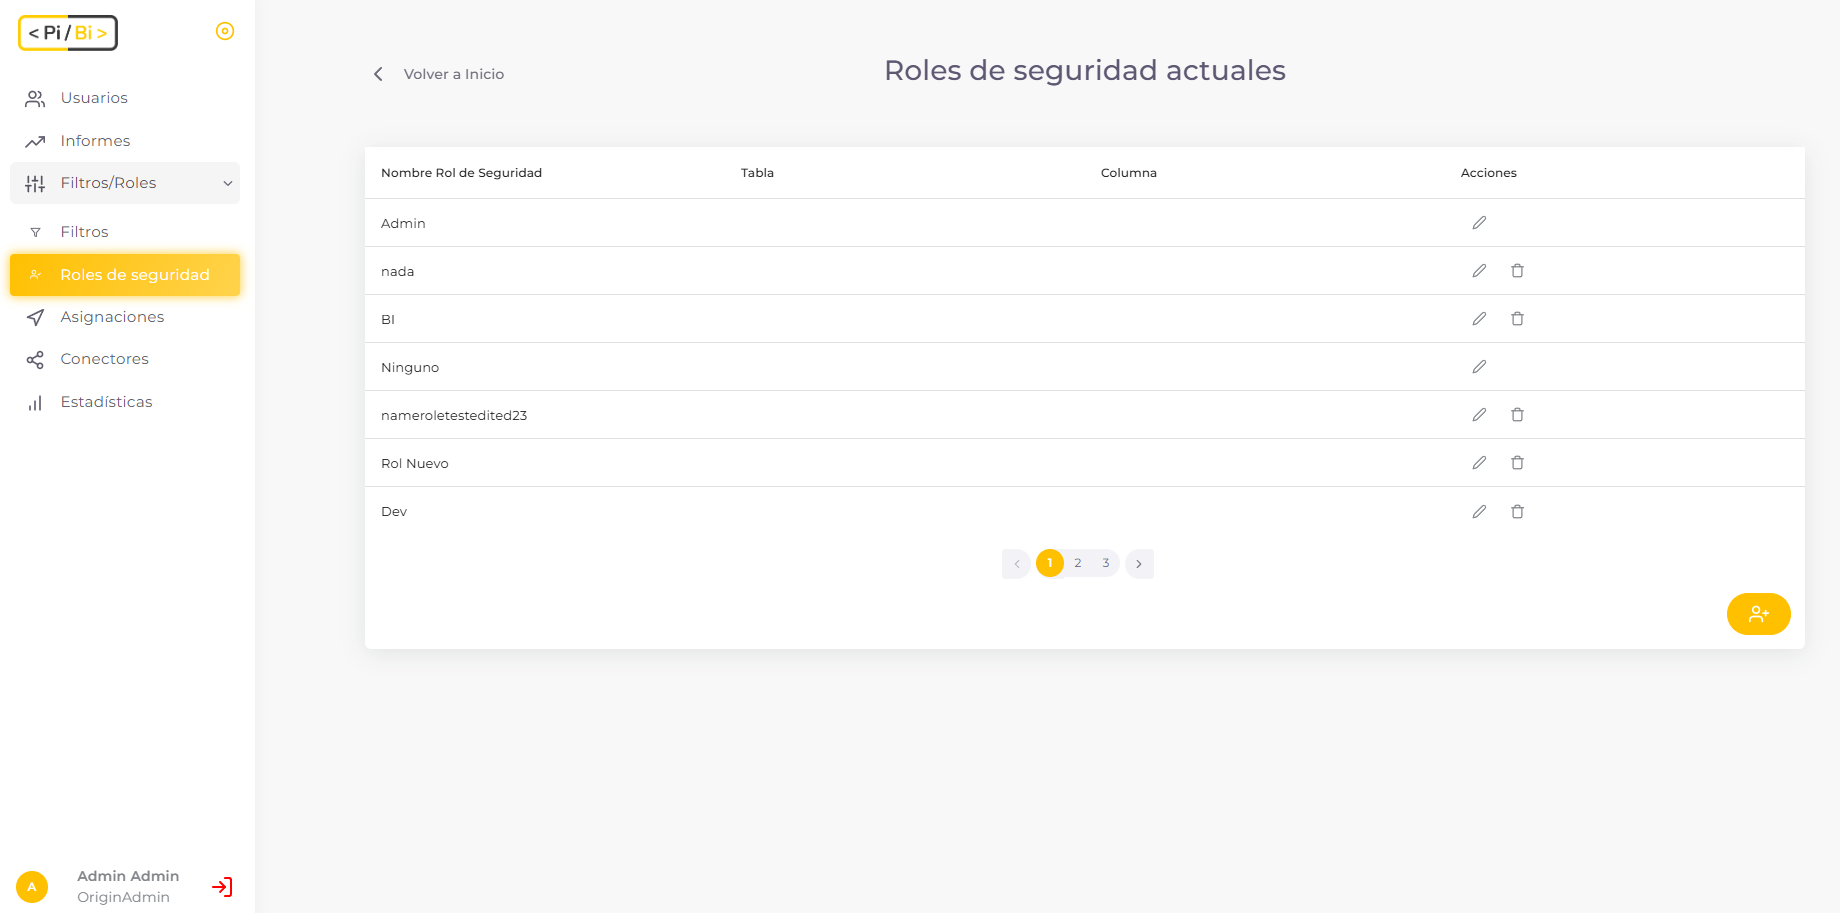 < Pi / Bi >
Usuarios
Informes
Filtros/Roles
Filtros
Roles de seguridad
Asignaciones
Conectores
Estadísticas
A
Admin Admin
OriginAdmin
Volver a Inicio
Roles de seguridad actuales
Nombre Rol de Seguridad Tabla Columna Acciones
Admin
nada
BI
Ninguno
nameroletestedited23
Rol Nuevo
Dev
1 2 3